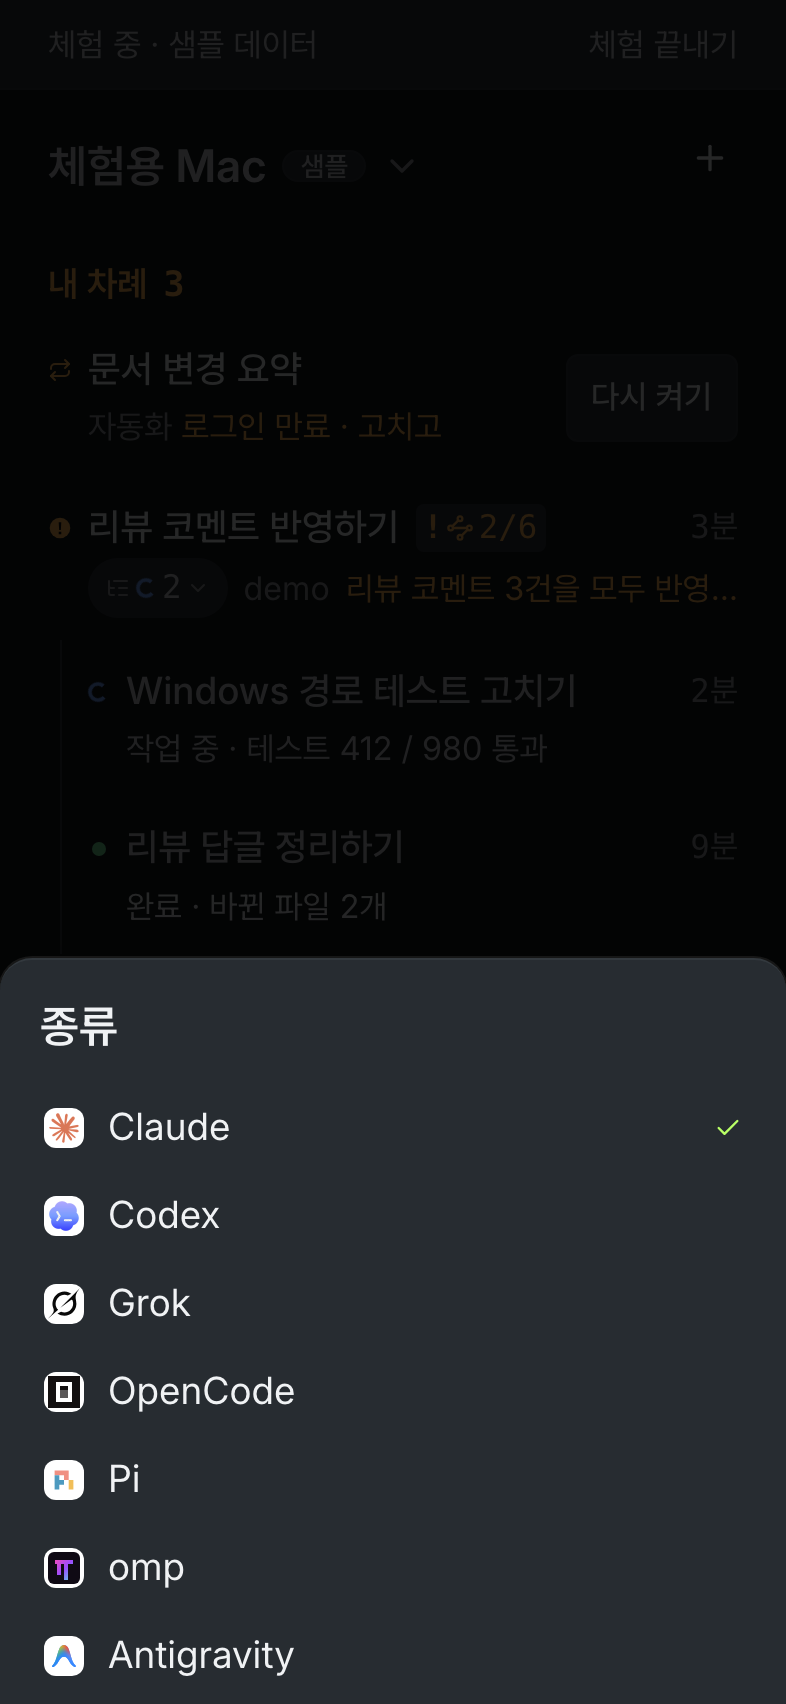 체험 중 · 샘플 데이터 체험 끝내기
체험용 Mac 샘플
내 차례 3
문서 변경 요약
다시 켜기
자동화 로그인 만료 · 고치고
리뷰 코멘트 반영하기 ! 2/6 3분
C 2 demo 리뷰 코멘트 3건을 모두 반영...
C Windows 경로 테스트 고치기 2분
작업 중 · 테스트 412 / 980 통과
리뷰 답글 정리하기 9분
완료 · 바뀐 파일 2개
종류
Claude
Codex
Grok
OpenCode
Pi
omp
Antigravity